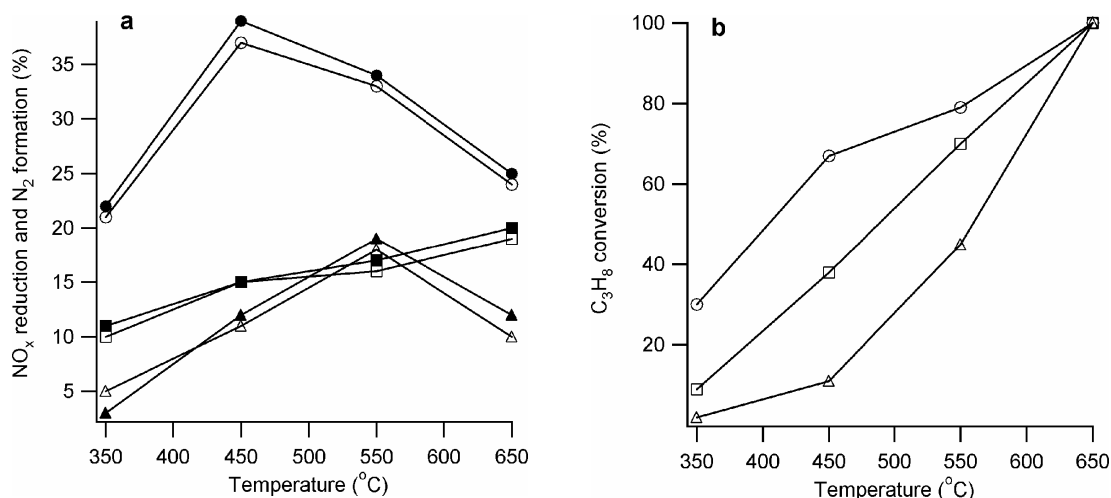 a
NOx reduction and N2 formation (%)
35
30
25
20
15
10
5
350 400 450 500 550 600 650
Temperature (°C)
b
C3H8 conversion (%)
100
80
60
40
20
350 400 450 500 550 600 650
Temperature (°C)